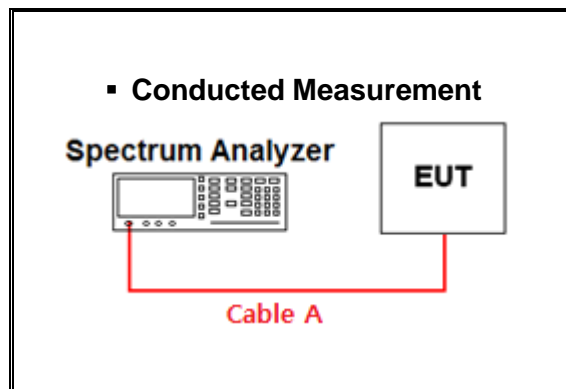 ▪ Conducted Measurement
Spectrum Analyzer
EUT
Cable A